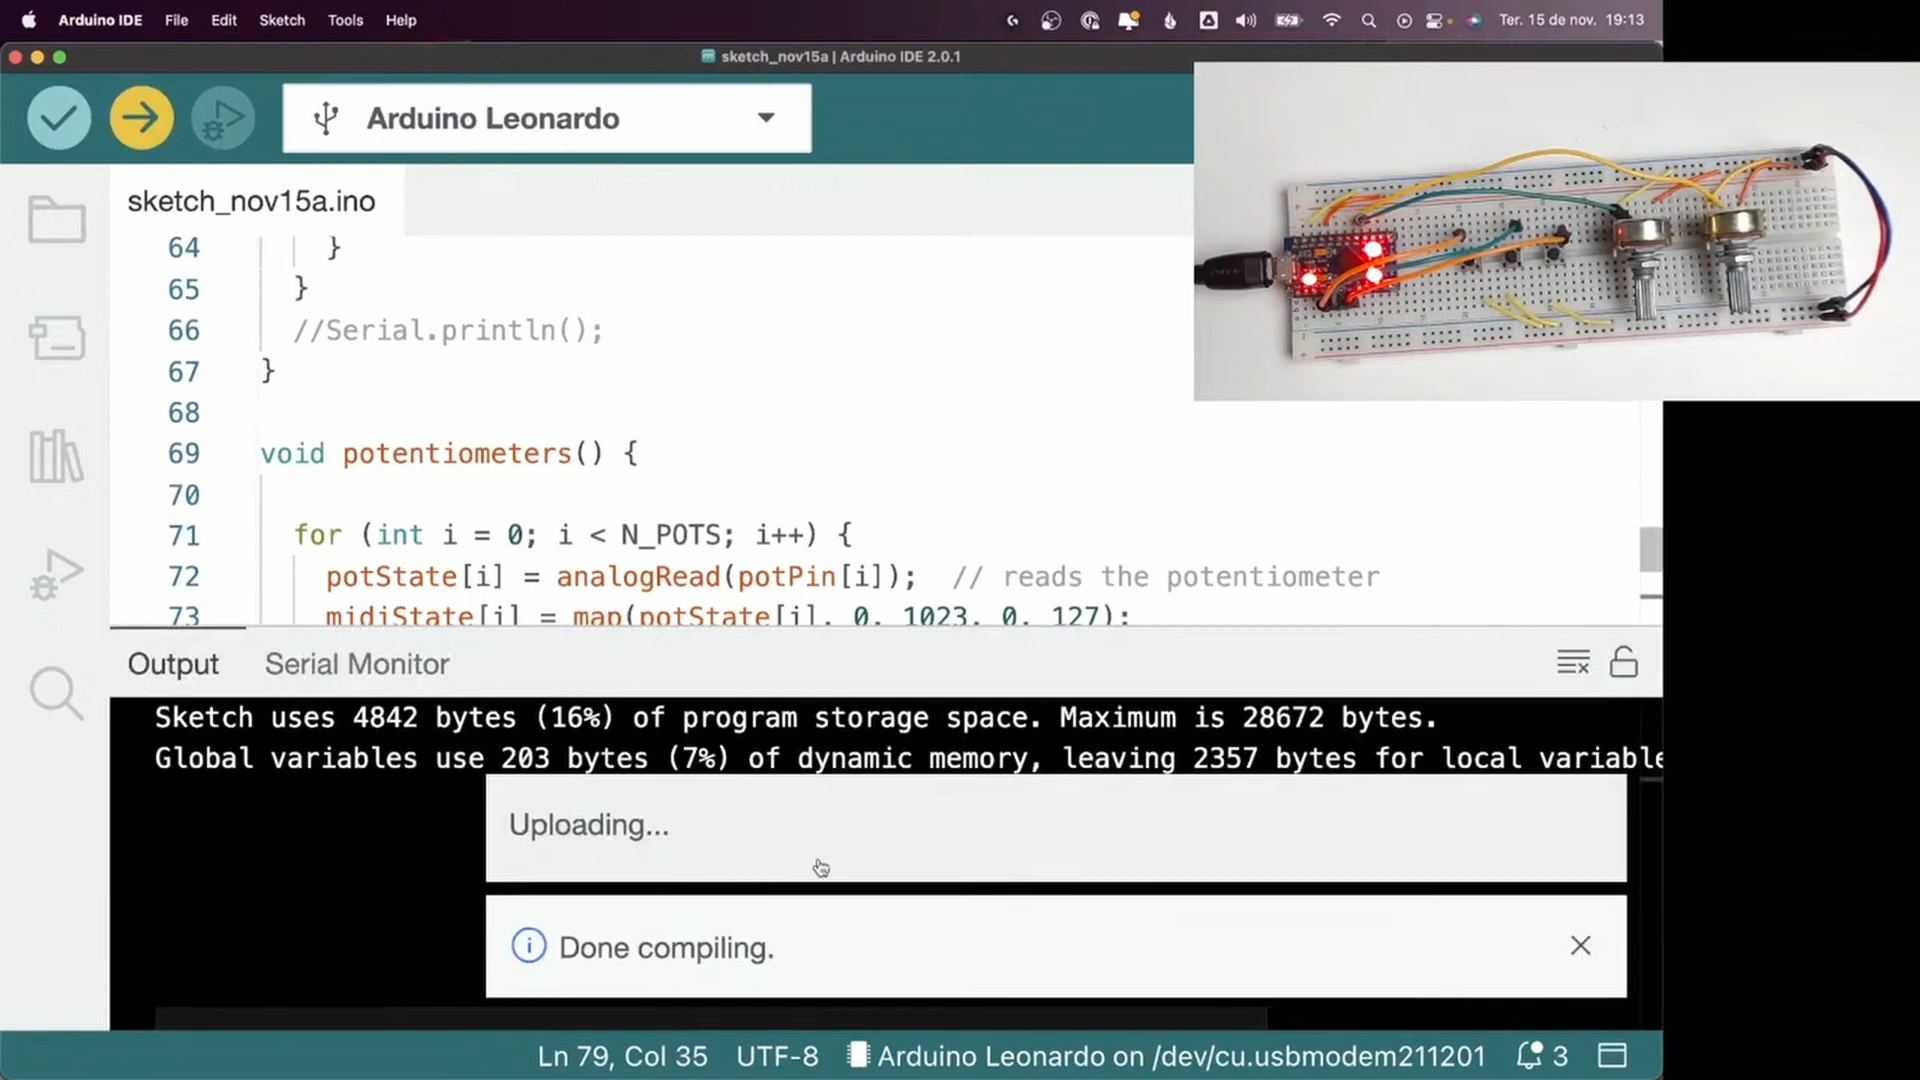 Arduino IDE File Edit Sketch Tools Help Ter. 15 de nov. 19:13
sketch_nov15a | Arduino IDE 2.0.1
Arduino Leonardo
sketch_nov15a.ino
64 }
65 }
66 //Serial.println();
67 }
68
69 void potentiometers() {
70
71 for (int i = 0; i < N_POTS; i++) {
72 potState[i] = analogRead(potPin[i]); // reads the potentiometer
73 midiState[i] = map(potState[i], 0, 1023, 0, 127);
Output Serial Monitor
Sketch uses 4842 bytes (16%) of program storage space. Maximum is 28672 bytes.
Global variables use 203 bytes (7%) of dynamic memory, leaving 2357 bytes for local variable
Uploading...
Done compiling.
Ln 79, Col 35 UTF-8 Arduino Leonardo on /dev/cu.usbmodem211201 3